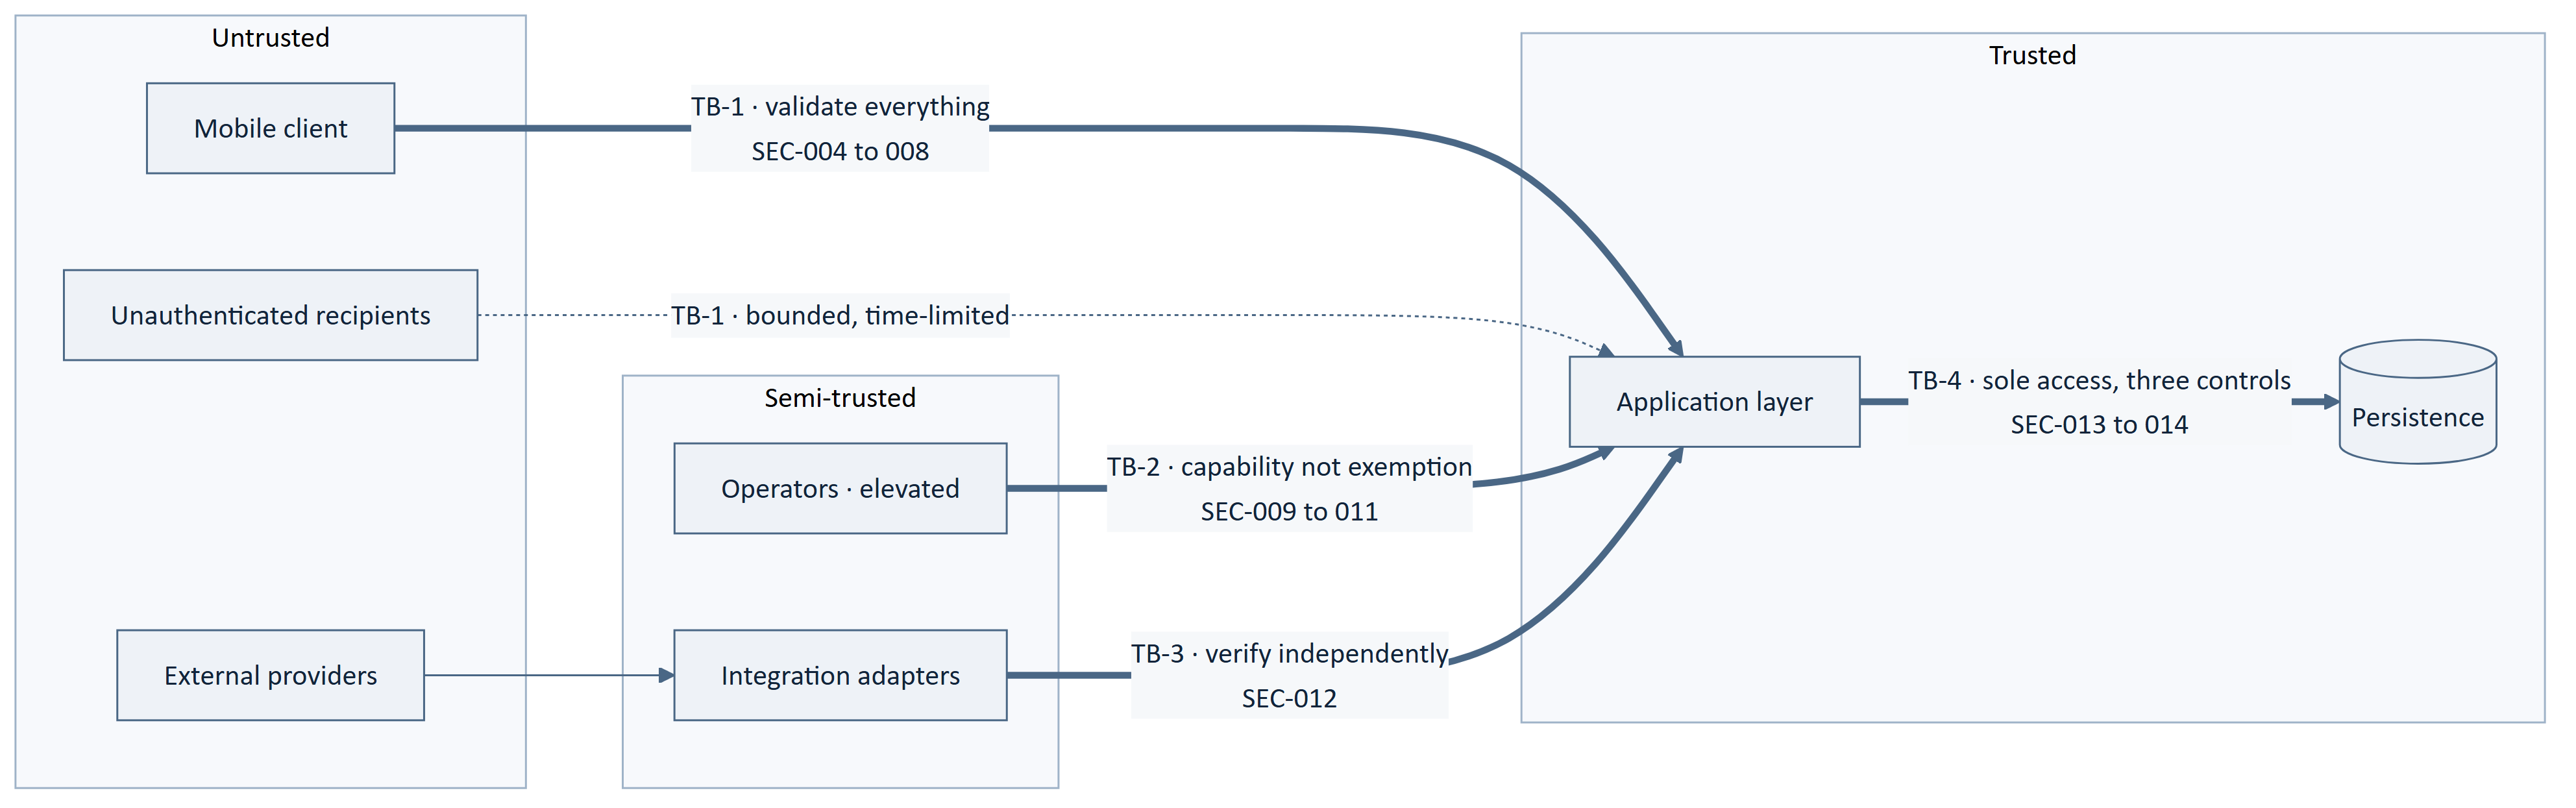 Untrusted
Mobile client
Unauthenticated recipients
External providers
TB-1 · validate everything
SEC-004 to 008
TB-1 · bounded, time-limited
Semi-trusted
Operators · elevated
Integration adapters
TB-2 · capability not exemption
SEC-009 to 011
TB-3 · verify independently
SEC-012
Trusted
Application layer
TB-4 · sole access, three controls
SEC-013 to 014
Persistence